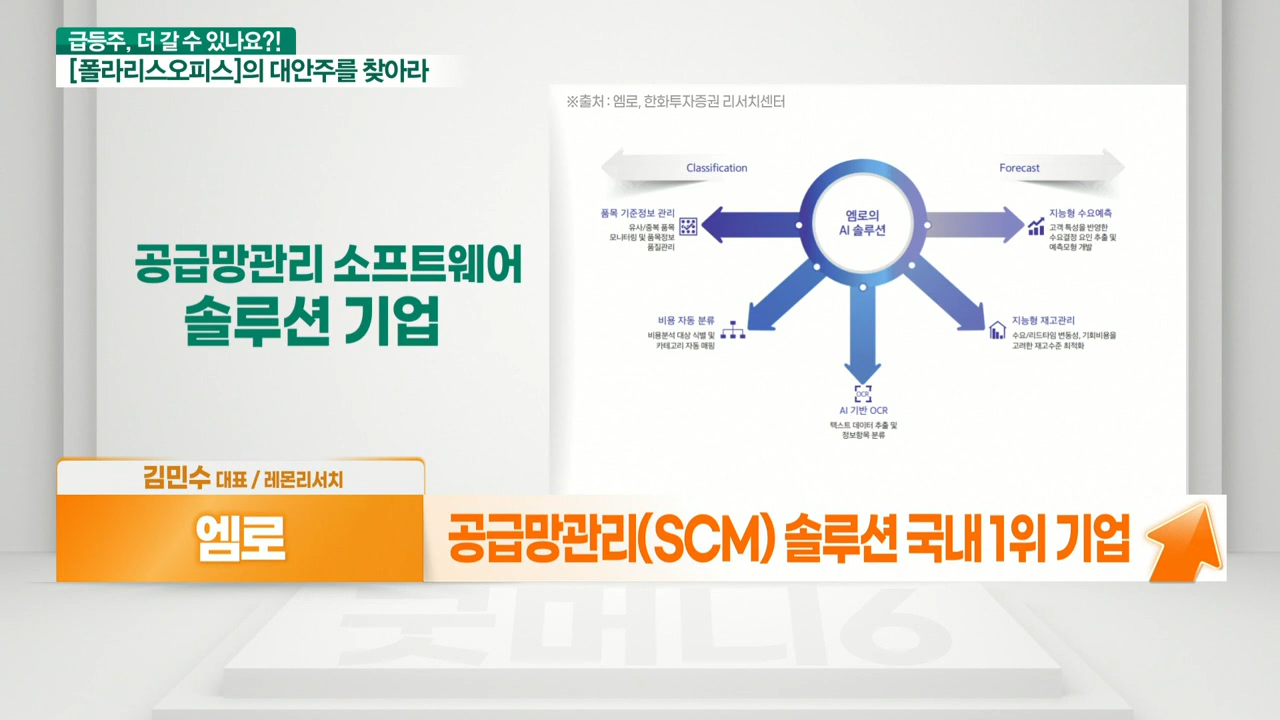 급등주, 더 갈 수 있나요?!
[폴라리스오피스]의 대안주를 찾아라
※출처 : 엠로, 한화투자증권 리서치센터
Classification
Forecast
공급망관리 소프트웨어
솔루션 기업
엠로의
AI 솔루션
품목 기준정보 관리
유사/중복 품목
모니터링 및 품목정보
품질관리
지능형 수요예측
고객 특성을 반영한
수요결정 요인 추출 및
예측모형 개발
비용 자동 분류
비용분석 대상 식별 및
카테고리 자동 매핑
지능형 재고관리
수요/리드타임 변동성, 기회비용을
고려한 재고수준 최적화
OCR
AI 기반 OCR
텍스트 데이터 추출 및
정보항목 분류
김민수 대표 / 레몬리서치
엠로
공급망관리(SCM) 솔루션 국내 1위 기업
굿머니6